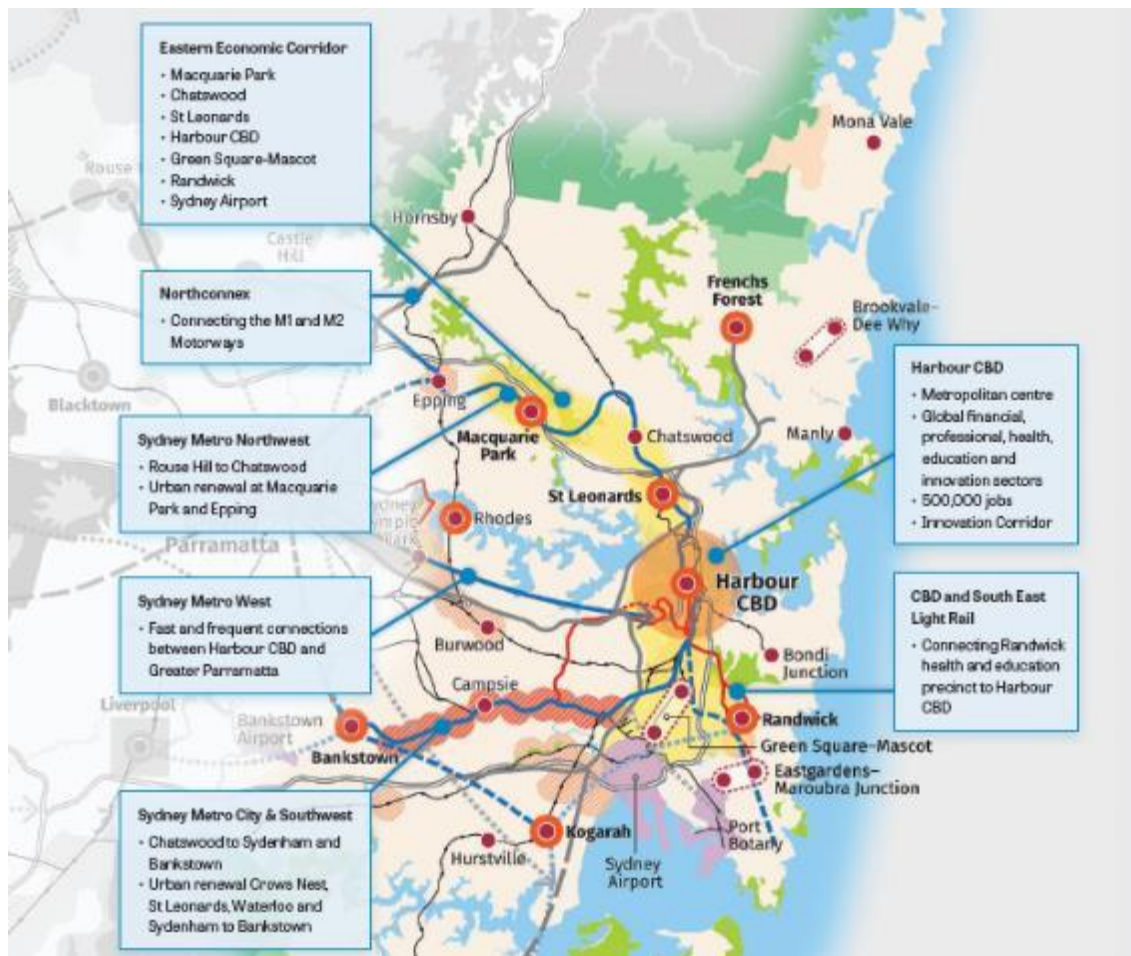 Eastern Economic Corridor
• Macquarie Park
• Chatswood
• St Leonards
• Harbour CBD
• Green Square-Mascot
• Randwick
• Sydney Airport
Mona Vale
Rouse
Hornsby
Castle
Hill
Northconnex
• Connecting the M1 and M2
Motorways
Frenchs
Forest
Brookvale-
Dee Why
Blacktown
Epping
Macquarie
Park
Chatswood
Manly
Harbour CBD
• Metropolitan centre
• Global financial,
professional, health,
education and
innovation sectors
• 500,000 jobs
• Innovation Corridor
Sydney Metro Northwest
• Rouse Hill to Chatswood
• Urban renewal at Macquarie
Park and Epping
St Leonards
Rhodes
Parramatta
Harbour
CBD
Sydney Metro West
• Fast and frequent connections
between Harbour CBD and
Greater Parramatta
Burwood
CBD and South East
Light Rail
• Connecting Randwick
health and education
precinct to Harbour
CBD
Bondi
Junction
Campsie
Liverpool
Bankstown
Airport
Bankstown
Randwick
Green Square-Mascot
Eastgardens-
Maroubra Junction
Sydney Metro City & Southwest
• Chatswood to Sydenham and
Bankstown
• Urban renewal Crows Nest,
St Leonards, Waterloo and
Sydenham to Bankstown
Kogarah
Hurstville
Sydney
Airport
Port
Botany